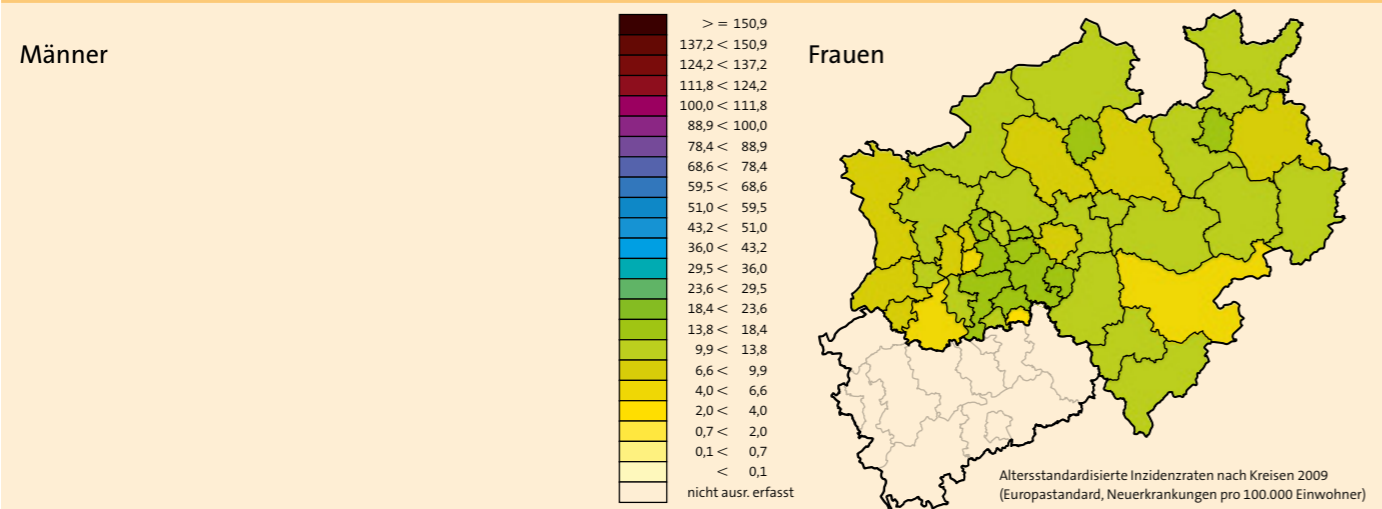 Männer
> = 150,9
137,2 < 150,9
124,2 < 137,2
111,8 < 124,2
100,0 < 111,8
88,9 < 100,0
78,4 < 88,9
68,6 < 78,4
59,5 < 68,6
51,0 < 59,5
43,2 < 51,0
36,0 < 43,2
29,5 < 36,0
23,6 < 29,5
18,4 < 23,6
13,8 < 18,4
9,9 < 13,8
6,6 < 9,9
4,0 < 6,6
2,0 < 4,0
0,7 < 2,0
0,1 < 0,7
< 0,1
nicht ausr. erfasst
Frauen
Altersstandardisierte Inzidenzraten nach Kreisen 2009
(Europastandard, Neuerkrankungen pro 100.000 Einwohner)